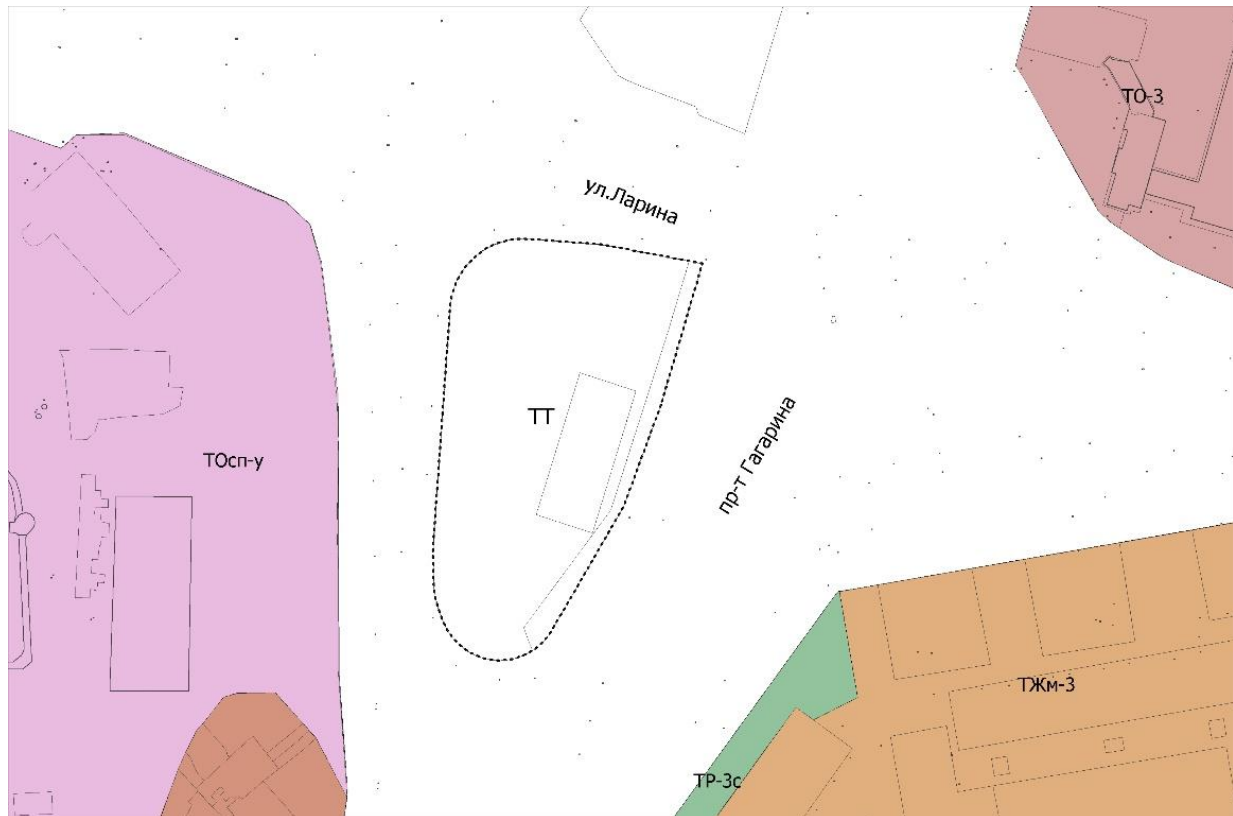 ТО-3
ул.Ларина
ТТ
пр-т Гагарина
ТОсп-у
ТЖм-3
ТР-3с